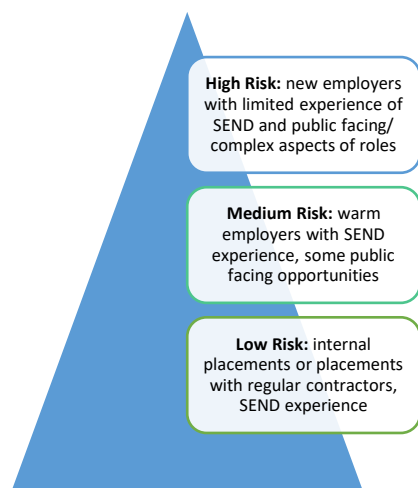 High Risk: new employers
with limited experience of
SEND and public facing/
complex aspects of roles
Medium Risk: warm
employers with SEND
experience, some public
facing opportunities
Low Risk: internal
placements or placements
with regular contractors,
SEND experience